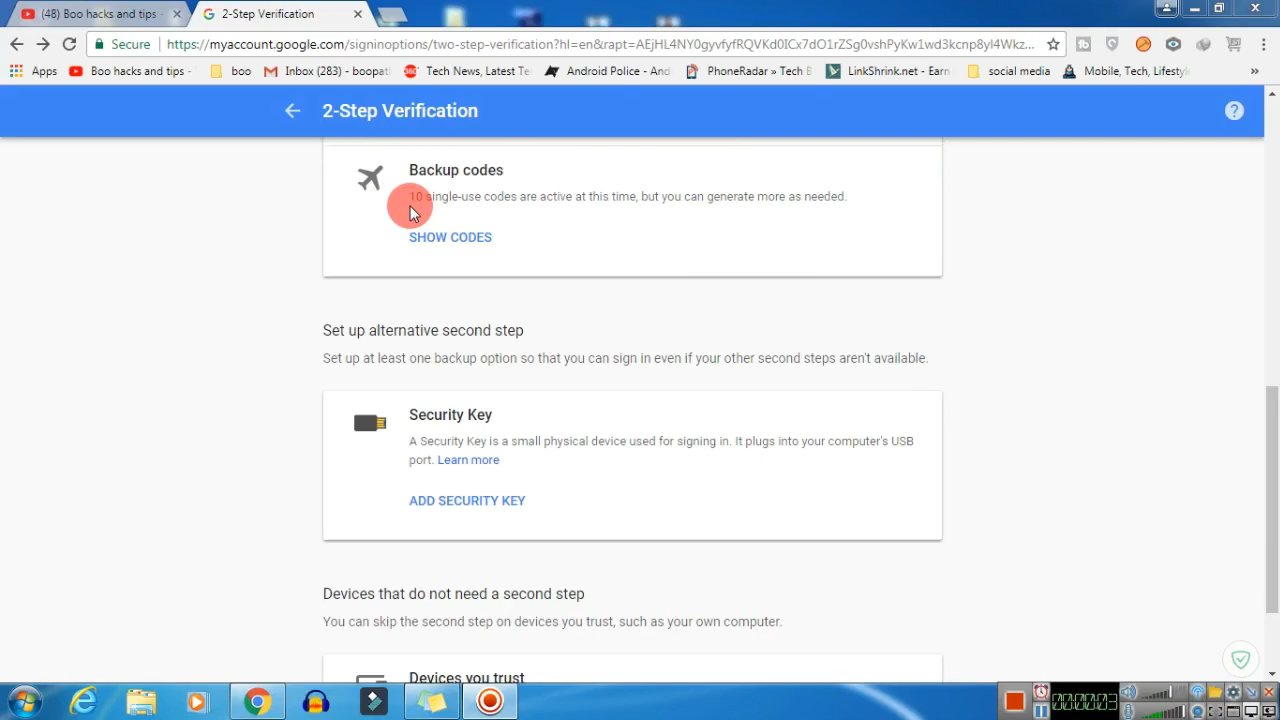 (48) Boo hacks and tips -
2-Step Verification
Secure
https://myaccount.google.com/signinoptions/two-step-verification?hl=en&rapt=AEjHL4NY0gyvfyfRQVKd0ICx7dO1rZSg0vshPyKw1wd3kcnp8yl4Wkz...
Apps
Boo hacks and tips -
boo
Inbox (283) - boopat
Tech News, Latest Te
Android Police - And
PhoneRadar » Tech B
LinkShrink.net - Earn
social media
Mobile, Tech, Lifestyl
»
2-Step Verification
Backup codes
10 single-use codes are active at this time, but you can generate more as needed.
SHOW CODES
Set up alternative second step
Set up at least one backup option so that you can sign in even if your other second steps aren't available.
Security Key
A Security Key is a small physical device used for signing in. It plugs into your computer's USB
port. Learn more
ADD SECURITY KEY
Devices that do not need a second step
You can skip the second step on devices you trust, such as your own computer.
Devices you trust
00:00:03